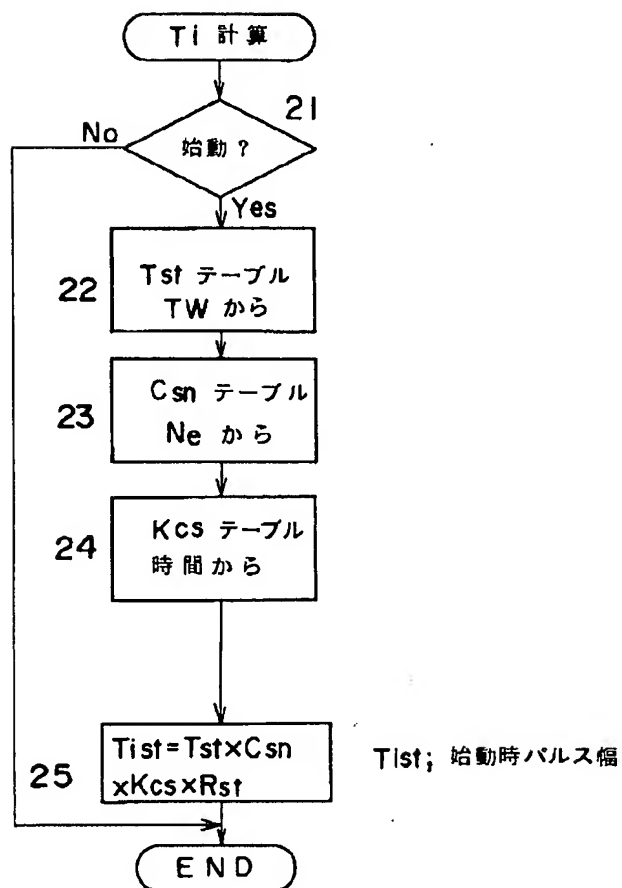 Ti 計算
21
No
始動?
Yes
22
Tst テーブル
TW から
23
Csn テーブル
Ne から
24
Kcs テーブル
時間から
25
Tist=Tst×Csn
×Kcs×Rst
Tist; 始動時パルス幅
END